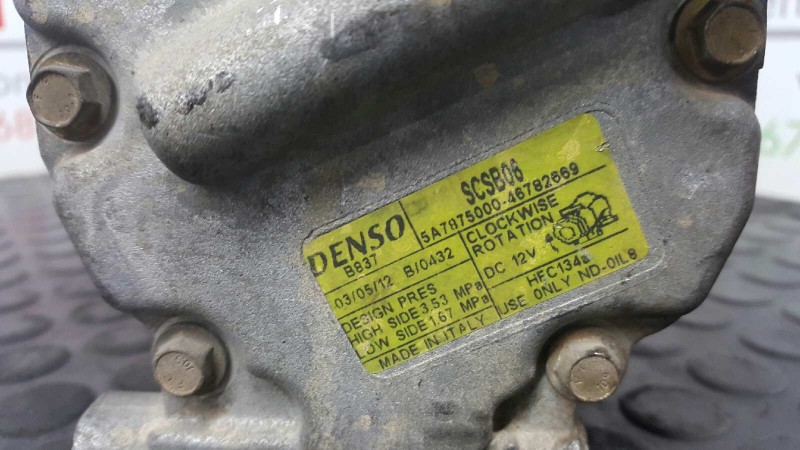 SCSB06
DENSO
5A7875000-46782669
B837
CLOCKWISE
ROTATION
03/05/12 B/0432
DC 12V
DESIGN PRES
HIGH SIDE 3.53 MPa
LOW SIDE 1.67 MPa
HFC134a
USE ONLY ND-OIL8
MADE IN ITALY